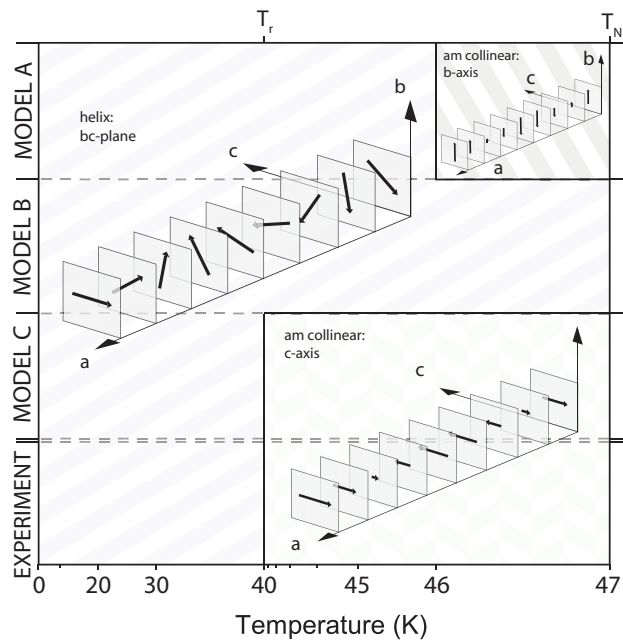 T_r
T_N
MODEL A
helix:
bc-plane
b
c
a
am collinear:
b-axis
b
c
a
MODEL B
MODEL C
am collinear:
c-axis
c
a
EXPERIMENT
0 20 30 40 45 46 47
Temperature (K)